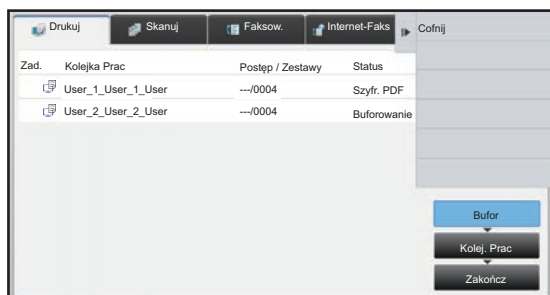 Drukuj Skanuj Faksow. Internet-Faks Cofnij
Zad. Kolejka Prac Postęp / Zestawy Status
User_1_User_1_User ---/0004 Szyfr. PDF
User_2_User_2_User ---/0004 Buforowanie
Bufor
Kolej. Prac
Zakończ